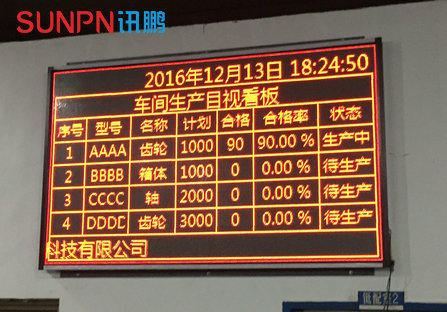 SUNPN讯鹏
2016年12月13日 18:24:50
车间生产目视看板
序号 型号 名称 计划 合格 合格率 状态
1 AAAA 齿轮 1000 90 90.00 % 生产中
2 BBBB 箱体 1000 0 0.00 % 待生产
3 CCCC 轴 2000 0 0.00 % 待生产
4 DDDD 齿轮 3000 0 0.00 % 待生产
科技有限公司
低配室2